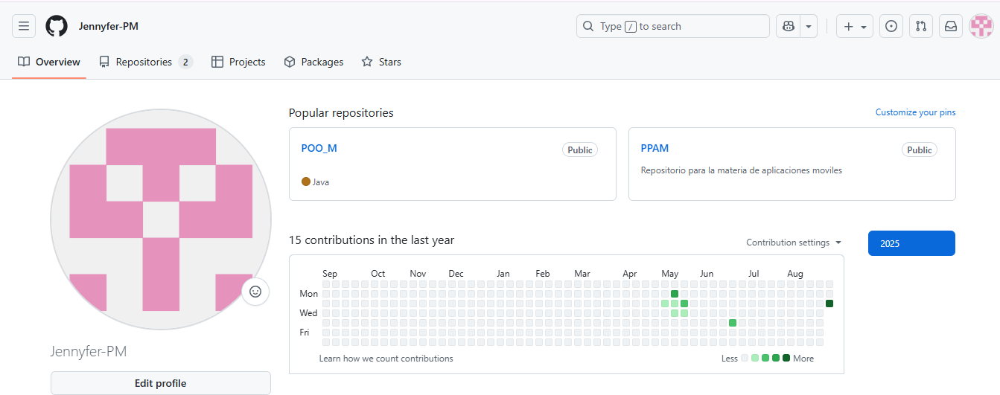 Jennyfer-PM
Type / to search
Overview
Repositories 2
Projects
Packages
Stars
Popular repositories
Customize your pins
POO_M
Public
Java
PPAM
Public
Repositorio para la materia de aplicaciones moviles
15 contributions in the last year
Contribution settings
2025
Sep Oct Nov Dec Jan Feb Mar Apr May Jun Jul Aug
Mon
Wed
Fri
Learn how we count contributions
Less More
Jennyfer-PM
Edit profile